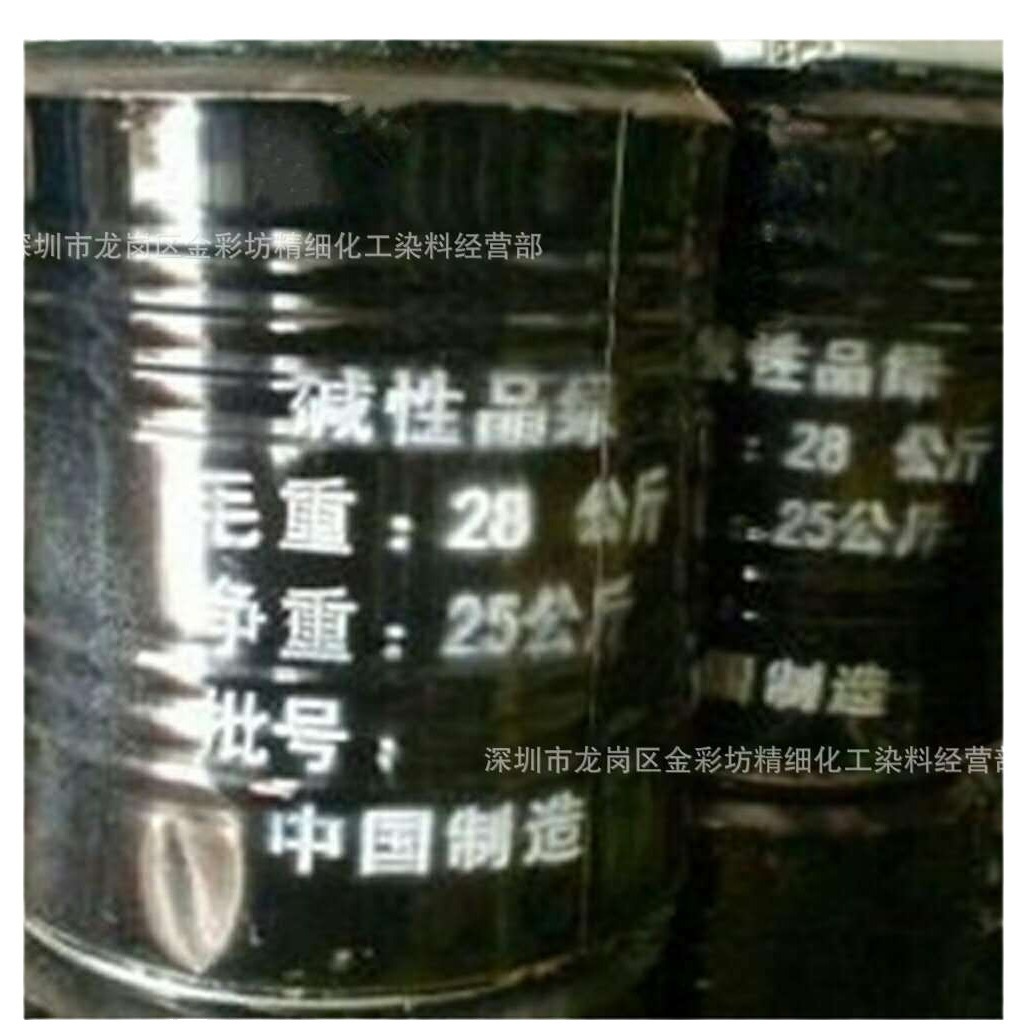 深圳市龙岗区金彩坊精细化工染料经营部
碱性品绿
毛重：28 公斤
净重：25公斤
批号：
中国制造
性品绿
：28 公斤
：25公斤
：
：
国制造
深圳市龙岗区金彩坊精细化工染料经营部